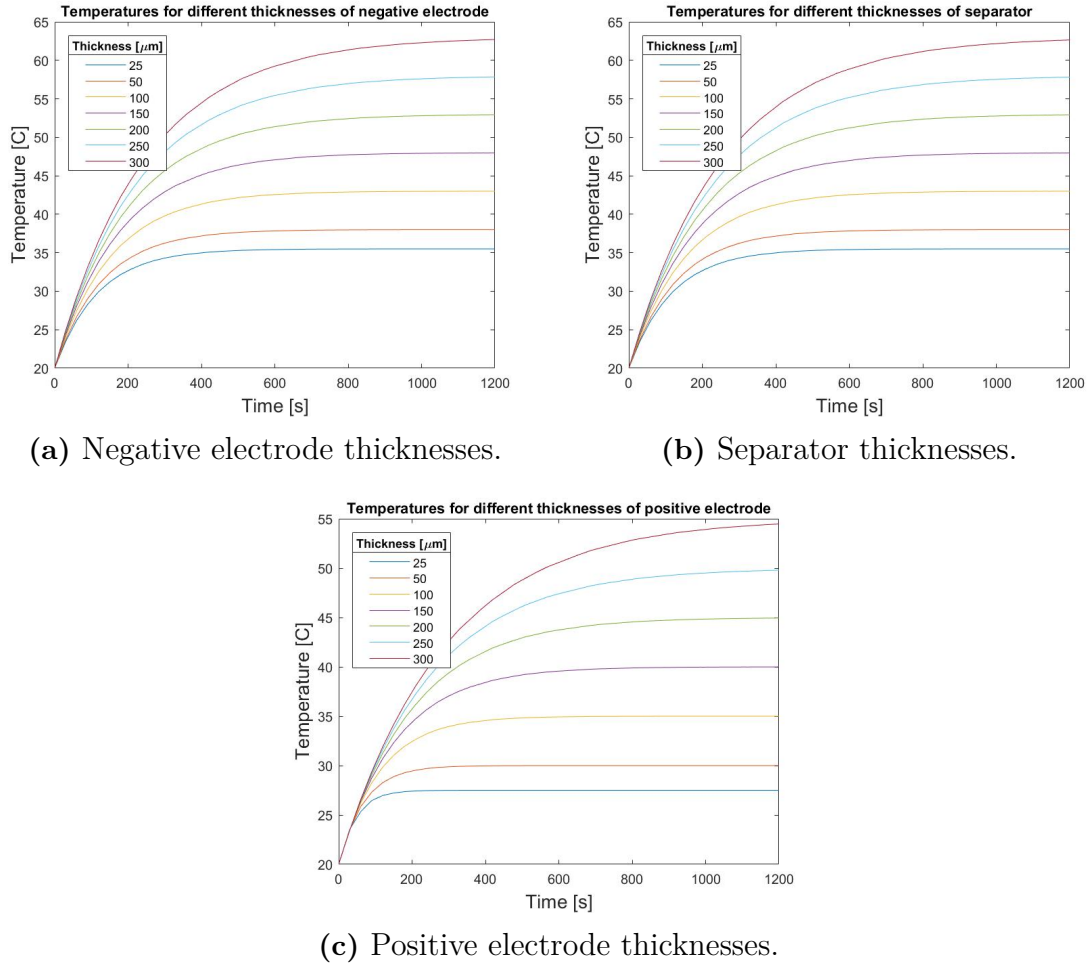 Temperatures for different thicknesses of negative electrode
Thickness [μm]
25
50
100
150
200
250
300
Temperature [C]
65
60
55
50
45
40
35
30
25
20
0 200 400 600 800 1000 1200
Time [s]
(a) Negative electrode thicknesses.
Temperatures for different thicknesses of separator
Thickness [μm]
25
50
100
150
200
250
300
Temperature [C]
65
60
55
50
45
40
35
30
25
20
0 200 400 600 800 1000 1200
Time [s]
(b) Separator thicknesses.
Temperatures for different thicknesses of positive electrode
Thickness [μm]
25
50
100
150
200
250
300
Temperature [C]
55
50
45
40
35
30
25
20
0 200 400 600 800 1000 1200
Time [s]
(c) Positive electrode thicknesses.